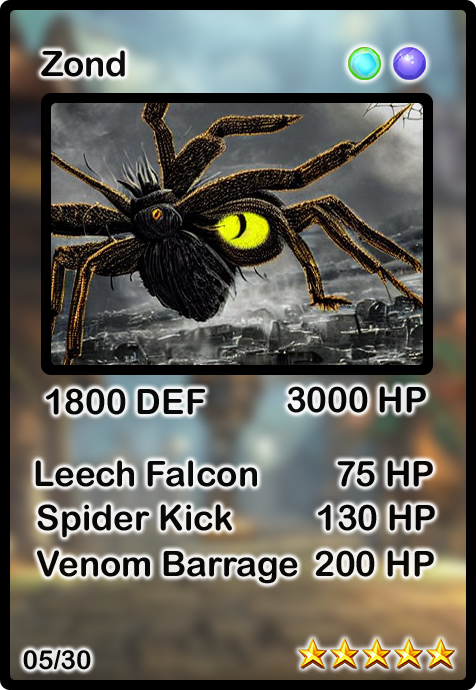 Zond
1800 DEF 3000 HP
Leech Falcon 75 HP
Spider Kick 130 HP
Venom Barrage 200 HP
05/30